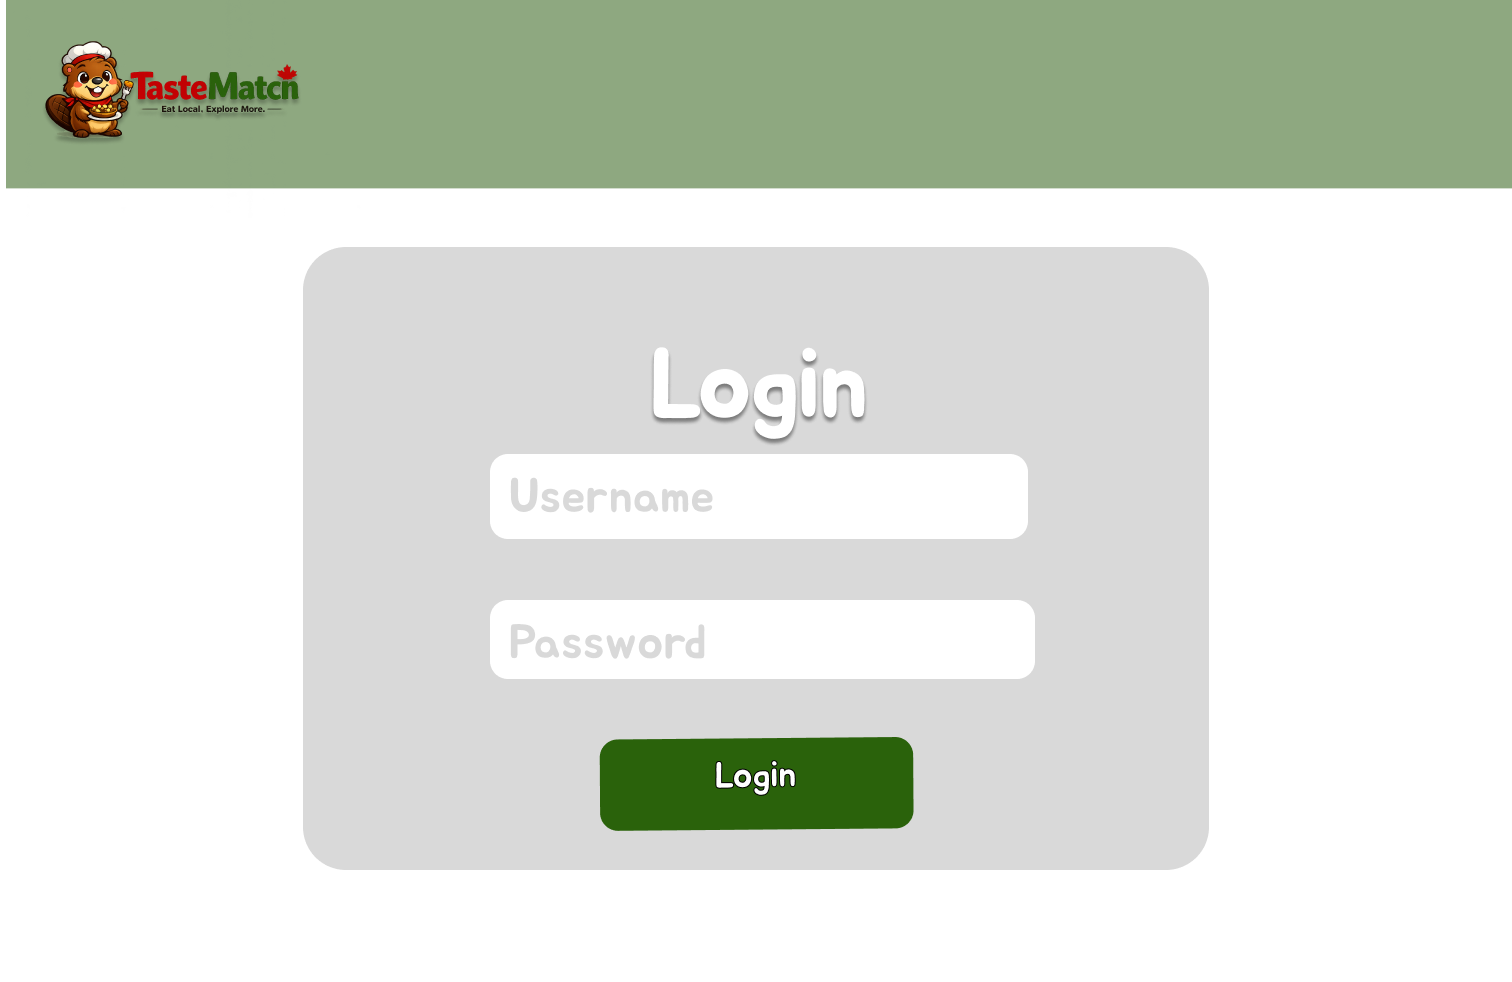 TasteMatch
Eat Local. Explore More.
Login
Username
Password
Login